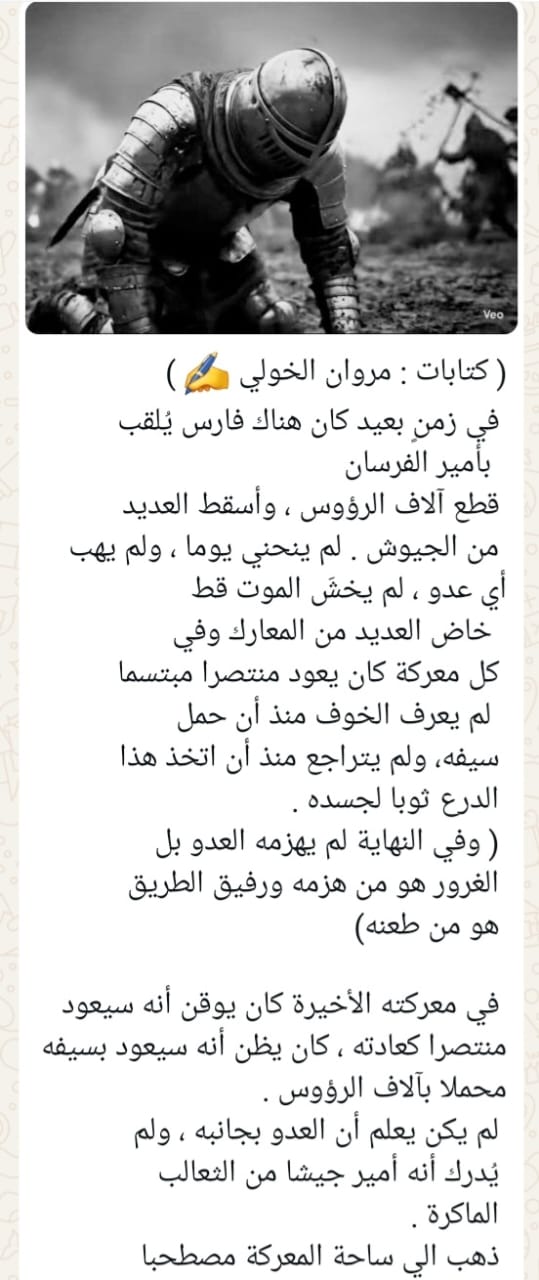 Veo
( كتابات : مروان الخولي ✍️ )
في زمنٍ بعيد كان هناك فارس يُلقب
بأمير الفرسان
قطع آلاف الرؤوس ، وأسقط العديد
من الجيوش . لم ينحني يوما ، ولم يهب
أي عدو ، لم يخشَ الموت قط
خاض العديد من المعارك وفي
كل معركة كان يعود منتصرا مبتسما
لم يعرف الخوف منذ أن حمل
سيفه، ولم يتراجع منذ أن اتخذ هذا
الدرع ثوبا لجسده .
( وفي النهاية لم يهزمه العدو بل
الغرور هو من هزمه ورفيق الطريق
هو من طعنه)
في معركته الأخيرة كان يوقن أنه سيعود
منتصرا كعادته ، كان يظن أنه سيعود بسيفه
محملا بآلاف الرؤوس .
لم يكن يعلم أن العدو بجانبه ، ولم
يُدرك أنه أمير جيشا من الثعالب
الماكرة .
ذهب الي ساحة المعركة مصطحبا